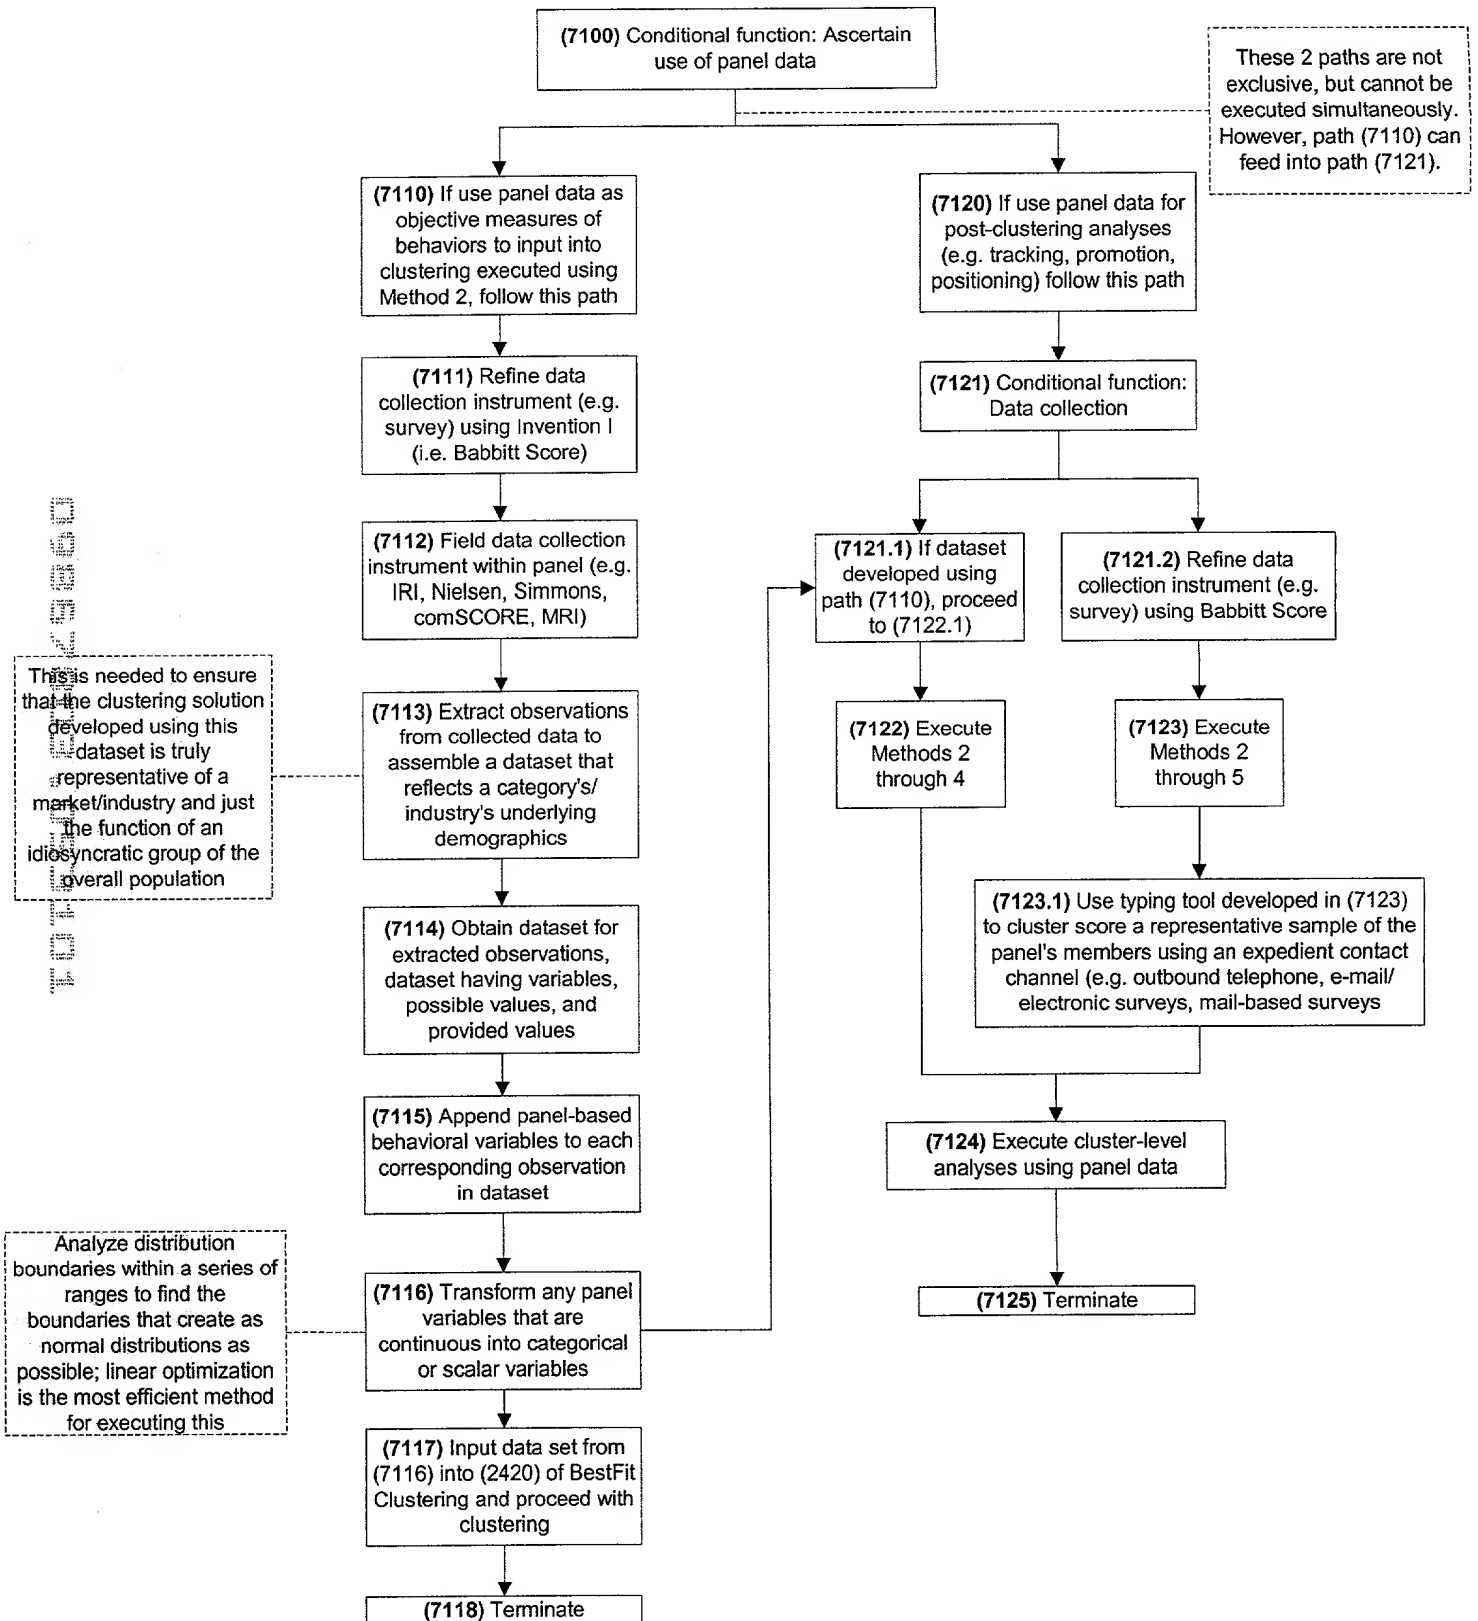 (7100) Conditional function: Ascertain
use of panel data
These 2 paths are not
exclusive, but cannot be
executed simultaneously.
However, path (7110) can
feed into path (7121).
(7110) If use panel data as
objective measures of
behaviors to input into
clustering executed using
Method 2, follow this path
(7120) If use panel data for
post-clustering analyses
(e.g. tracking, promotion,
positioning) follow this path
(7111) Refine data
collection instrument (e.g.
survey) using Invention I
(i.e. Babbitt Score)
(7121) Conditional function:
Data collection
(7112) Field data collection
instrument within panel (e.g.
IRI, Nielsen, Simmons,
comSCORE, MRI)
(7121.1) If dataset
developed using
path (7110), proceed
to (7122.1)
(7121.2) Refine data
collection instrument (e.g.
survey) using Babbitt Score
This is needed to ensure
that the clustering solution
developed using this
dataset is truly
representative of a
market/industry and just
the function of an
idiosyncratic group of the
overall population
(7113) Extract observations
from collected data to
assemble a dataset that
reflects a category's/
industry's underlying
demographics
(7122) Execute
Methods 2
through 4
(7123) Execute
Methods 2
through 5
(7123.1) Use typing tool developed in (7123)
to cluster score a representative sample of the
panel's members using an expedient contact
channel (e.g. outbound telephone, e-mail/
electronic surveys, mail-based surveys
(7114) Obtain dataset for
extracted observations,
dataset having variables,
possible values, and
provided values
(7115) Append panel-based
behavioral variables to each
corresponding observation
in dataset
(7124) Execute cluster-level
analyses using panel data
Analyze distribution
boundaries within a series of
ranges to find the
boundaries that create as
normal distributions as
possible; linear optimization
is the most efficient method
for executing this
(7116) Transform any panel
variables that are
continuous into categorical
or scalar variables
(7125) Terminate
(7117) Input data set from
(7116) into (2420) of BestFit
Clustering and proceed with
clustering
(7118) Terminate